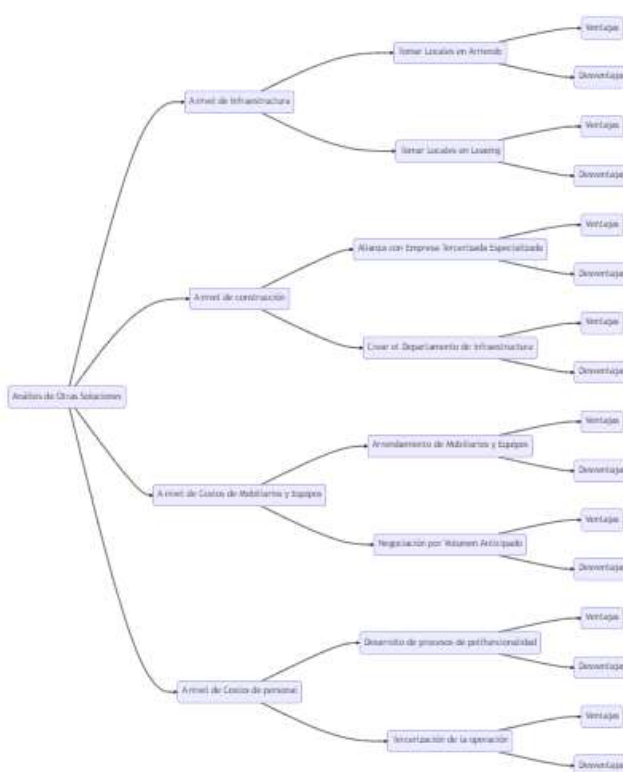 Ventajas
Tomar Locales en Arriendo
Desventajas
A nivel de Infraestructura
Ventajas
Tomar Locales en Leasing
Desventajas
Ventajas
Alianza con Empresa Tercerizada Especializada
Desventajas
A nivel de construcción
Ventajas
Crear el Departamento de Infraestructura
Desventajas
Análisis de Otras Soluciones
Ventajas
Arrendamiento de Mobiliarios y Equipos
Desventajas
A nivel de Costos de Mobiliarios y Equipos
Ventajas
Negociación por Volumen Anticipado
Desventajas
Ventajas
Desarrollo de procesos de polifuncionalidad
Desventajas
A nivel de Costos de personal
Ventajas
Tercerización de la operación
Desventajas